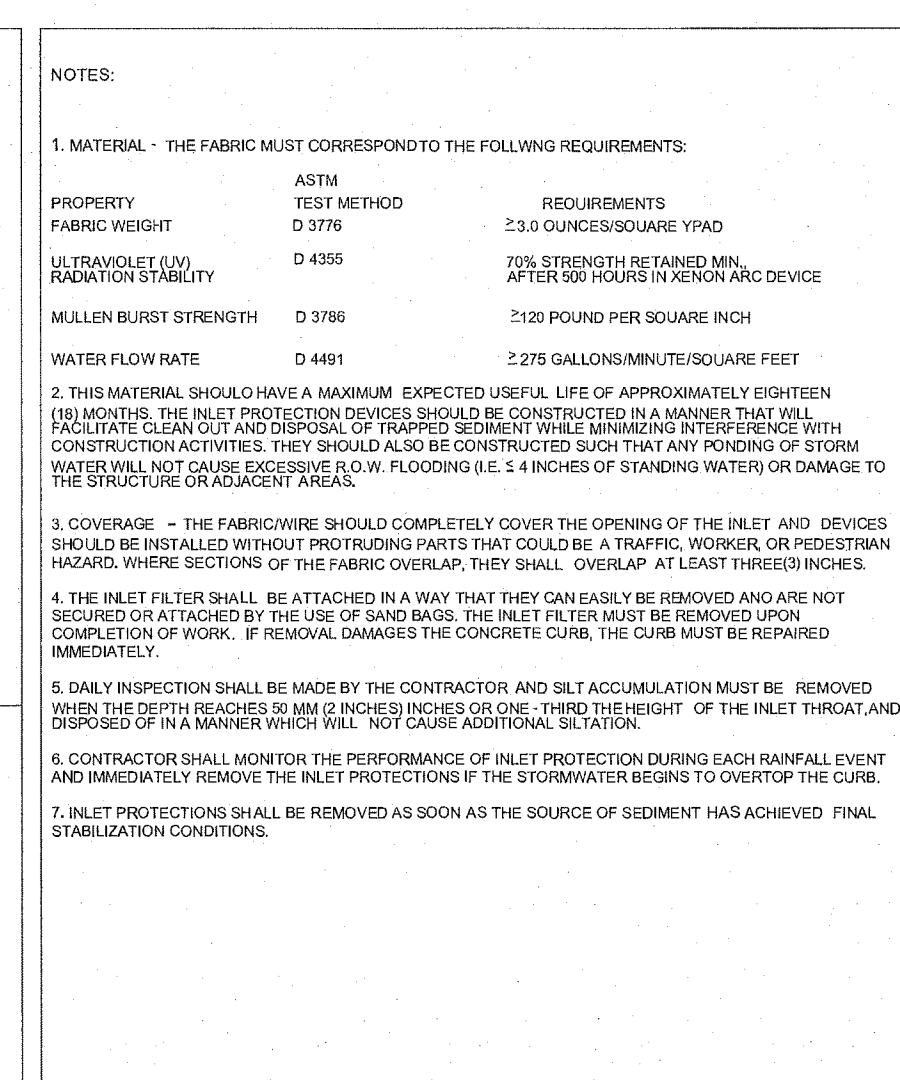 NOTES:
1. MATERIAL - THE FABRIC MUST CORRESPONDTO THE FOLLWNG REQUIREMENTS:
ASTM
PROPERTY TEST METHOD REOUIREMENTS
FABRIC WEIGHT D 3776 ≥3.0 OUNCES/SOUARE YPAD
ULTRAVIOLET (UV) D 4355 70% STRENGTH RETAINED MIN.,
RADIATION STABILITY AFTER 500 HOURS IN XENON ARC DEVICE
MULLEN BURST STRENGTH D 3786 ≥120 POUND PER SOUARE INCH
WATER FLOW RATE D 4491 ≥275 GALLONS/MINUTE/SOUARE FEET
2. THIS MATERIAL SHOULO HAVE A MAXIMUM EXPECTED USEFUL LIFE OF APPROXIMATELY EIGHTEEN
(18) MONTHS. THE INLET PROTECTION DEVICES SHOULD BE CONSTRUCTED IN A MANNER THAT WILL
FACILITATE CLEAN OUT AND DISPOSAL OF TRAPPED SEDIMENT WHILE MINIMIZING INTERFERENCE WITH
CONSTRUCTION ACTIVITIES. THEY SHOULD ALSO BE CONSTRUCTED SUCH THAT ANY PONDING OF STORM
WATER WILL NOT CAUSE EXCESSIVE R.O.W. FLOODING (I.E. ≤ 4 INCHES OF STANDING WATER) OR DAMAGE TO
THE STRUCTURE OR ADJACENT AREAS.
3. COVERAGE – THE FABRIC/WIRE SHOULD COMPLETELY COVER THE OPENING OF THE INLET AND DEVICES
SHOULD BE INSTALLED WITHOUT PROTRUDING PARTS THAT COULD BE A TRAFFIC, WORKER, OR PEDESTRIAN
HAZARD. WHERE SECTIONS OF THE FABRIC OVERLAP, THEY SHALL OVERLAP AT LEAST THREE(3) INCHES.
4. THE INLET FILTER SHALL BE ATTACHED IN A WAY THAT THEY CAN EASILY BE REMOVED ANO ARE NOT
SECURED OR ATTACHED BY THE USE OF SAND BAGS. THE INLET FILTER MUST BE REMOVED UPON
COMPLETION OF WORK. IF REMOVAL DAMAGES THE CONCRETE CURB, THE CURB MUST BE REPAIRED
IMMEDIATELY.
5. DAILY INSPECTION SHALL BE MADE BY THE CONTRACTOR AND SILT ACCUMULATION MUST BE REMOVED
WHEN THE DEPTH REACHES 50 MM (2 INCHES) INCHES OR ONE-THIRD THE HEIGHT OF THE INLET THROAT,AND
DISPOSED OF IN A MANNER WHICH WILL NOT CAUSE ADDITIONAL SILTATION.
6. CONTRACTOR SHALL MONITOR THE PERFORMANCE OF INLET PROTECTION DURING EACH RAINFALL EVENT
AND IMMEDIATELY REMOVE THE INLET PROTECTIONS IF THE STORMWATER BEGINS TO OVERTOP THE CURB.
7. INLET PROTECTIONS SHALL BE REMOVED AS SOON AS THE SOURCE OF SEDIMENT HAS ACHIEVED FINAL
STABILIZATION CONDITIONS.